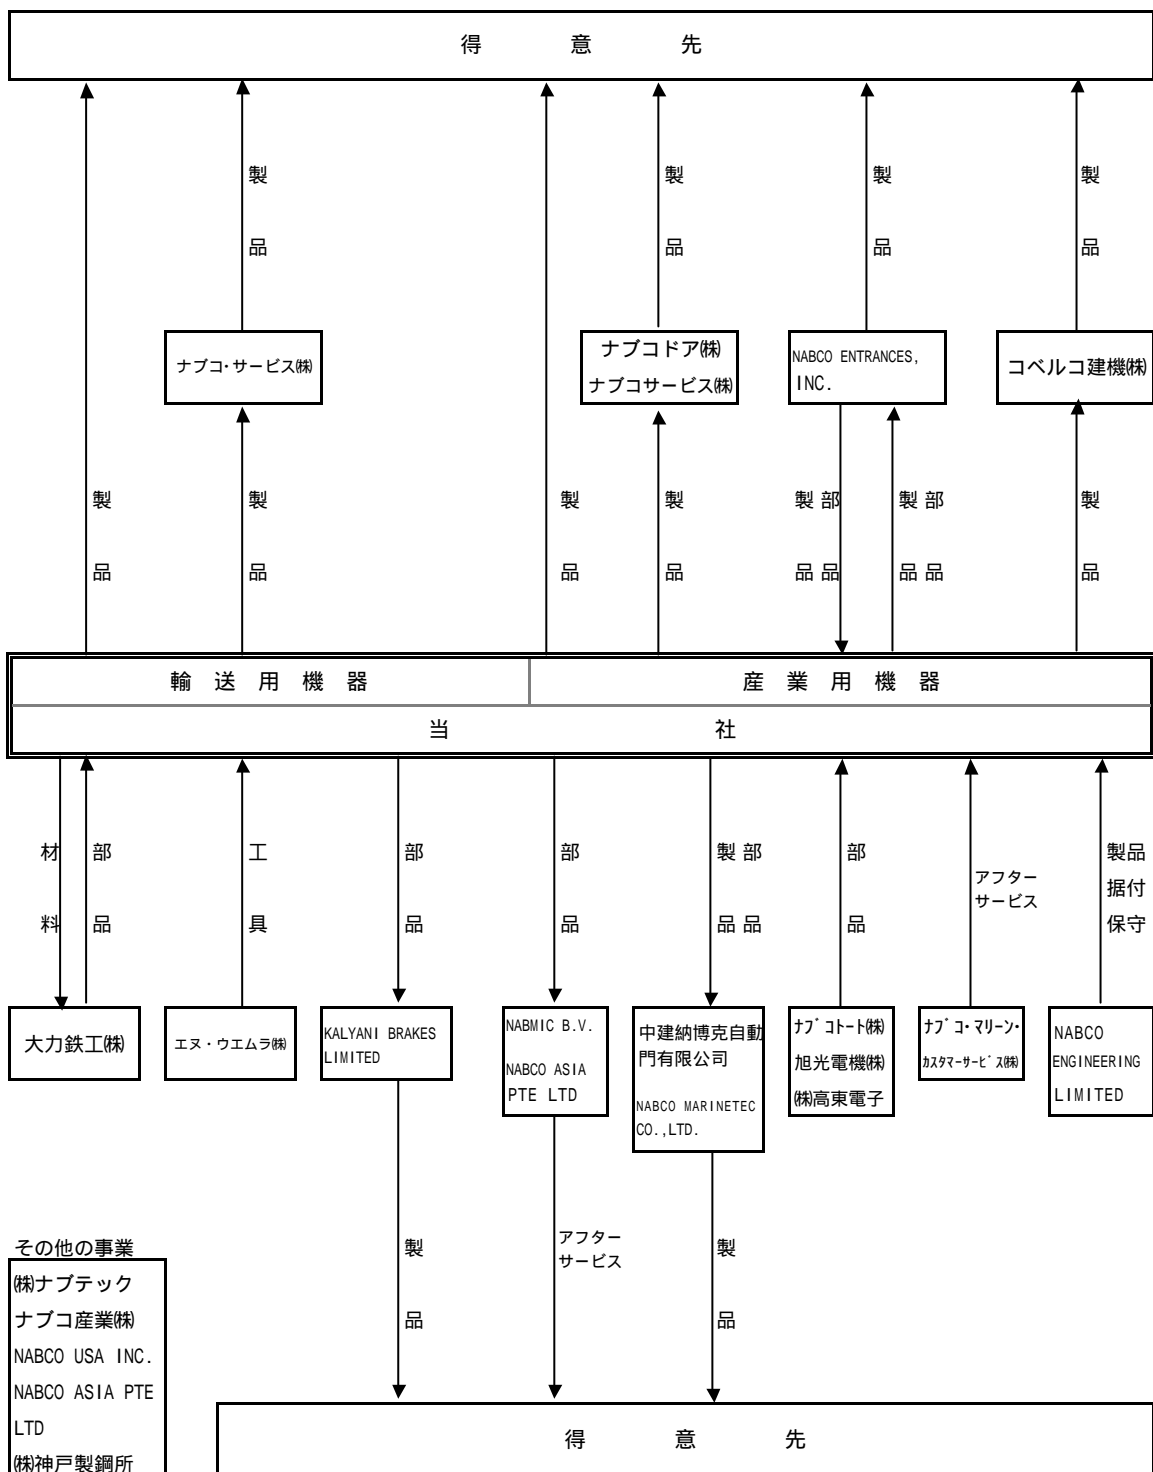 得意先
製品
製品
製品
製品
ナブコ・サービス㈱
ナブコドア㈱
ナブコサービス㈱
NABCO ENTRANCES,
INC.
コベルコ建機㈱
製品
製品
製品
製品
製品
部品
製品
部品
製品
輸送用機器
産業用機器
当社
材料
部品
工具
部品
部品
製品
部品
部品
アフター
サービス
製品
据付
保守
大力鉄工㈱
エヌ・ウエムラ㈱
KALYANI BRAKES
LIMITED
NABMIC B.V.
NABCO ASIA
PTE LTD
中建納博克自動
門有限公司
NABCO MARINETEC
CO.,LTD.
ナブコトート㈱
旭光電機㈱
㈱高東電子
ナブコ・マリーン・
カスタマーサービス㈱
NABCO
ENGINEERING
LIMITED
製品
アフター
サービス
製品
その他の事業
㈱ナブテック
ナブコ産業㈱
NABCO USA INC.
NABCO ASIA PTE
LTD
㈱神戸製鋼所
得意先